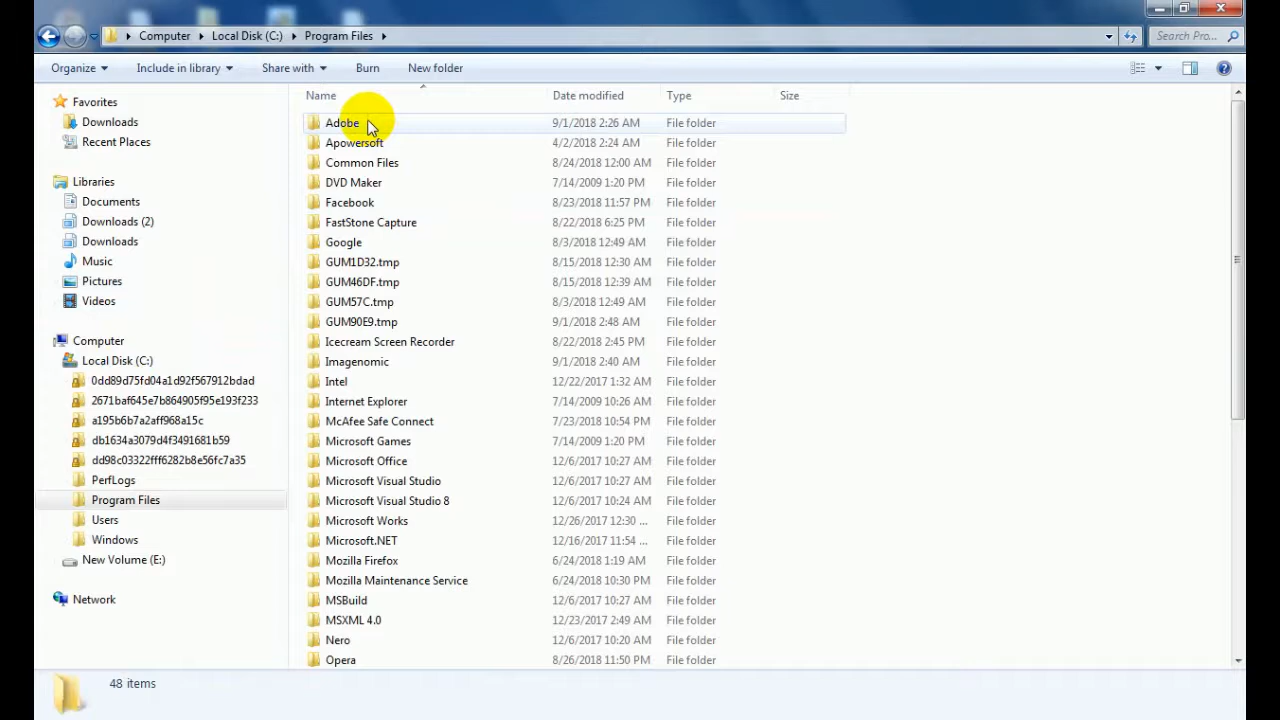 Computer Local Disk (C:) Program Files Search Pro...
Organize Include in library Share with Burn New folder
Favorites
Downloads
Recent Places
Libraries
Documents
Downloads (2)
Downloads
Music
Pictures
Videos
Computer
Local Disk (C:)
0dd89d75fd04a1d92f567912bdad
2671baf645e7b864905f95e193f233
a195b6b7a2aff968a15c
db1634a3079d4f3491681b59
dd98c03322fff6282b8e56fc7a35
PerfLogs
Program Files
Users
Windows
New Volume (E:)
Network
Name Date modified Type Size
Adobe 9/1/2018 2:26 AM File folder
Apowersoft 4/2/2018 2:24 AM File folder
Common Files 8/24/2018 12:00 AM File folder
DVD Maker 7/14/2009 1:20 PM File folder
Facebook 8/23/2018 11:57 PM File folder
FastStone Capture 8/22/2018 6:25 PM File folder
Google 8/3/2018 12:49 AM File folder
GUM1D32.tmp 8/15/2018 12:30 AM File folder
GUM46DF.tmp 8/15/2018 12:39 AM File folder
GUM57C.tmp 8/3/2018 12:49 AM File folder
GUM90E9.tmp 9/1/2018 2:48 AM File folder
Icecream Screen Recorder 8/22/2018 2:45 PM File folder
Imagenomic 9/1/2018 2:40 AM File folder
Intel 12/22/2017 1:32 AM File folder
Internet Explorer 7/14/2009 10:26 AM File folder
McAfee Safe Connect 7/23/2018 10:54 PM File folder
Microsoft Games 7/14/2009 1:20 PM File folder
Microsoft Office 12/6/2017 10:27 AM File folder
Microsoft Visual Studio 12/6/2017 10:27 AM File folder
Microsoft Visual Studio 8 12/6/2017 10:24 AM File folder
Microsoft Works 12/26/2017 12:30 ... File folder
Microsoft.NET 12/16/2017 11:54 ... File folder
Mozilla Firefox 6/24/2018 1:19 AM File folder
Mozilla Maintenance Service 6/24/2018 10:30 PM File folder
MSBuild 12/6/2017 10:27 AM File folder
MSXML 4.0 12/23/2017 2:49 AM File folder
Nero 12/6/2017 10:20 AM File folder
Opera 8/26/2018 11:50 PM File folder
48 items